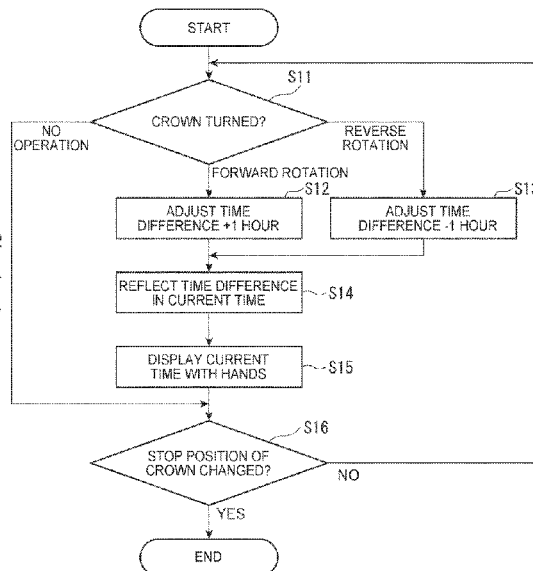 START
S11
CROWN TURNED?
NO
OPERATION
REVERSE
ROTATION
FORWARD ROTATION
S12
S13
ADJUST TIME
DIFFERENCE +1 HOUR
ADJUST TIME
DIFFERENCE -1 HOUR
REFLECT TIME DIFFERENCE
IN CURRENT TIME
S14
DISPLAY CURRENT
TIME WITH HANDS
S15
S16
STOP POSITION OF
CROWN CHANGED?
NO
YES
END